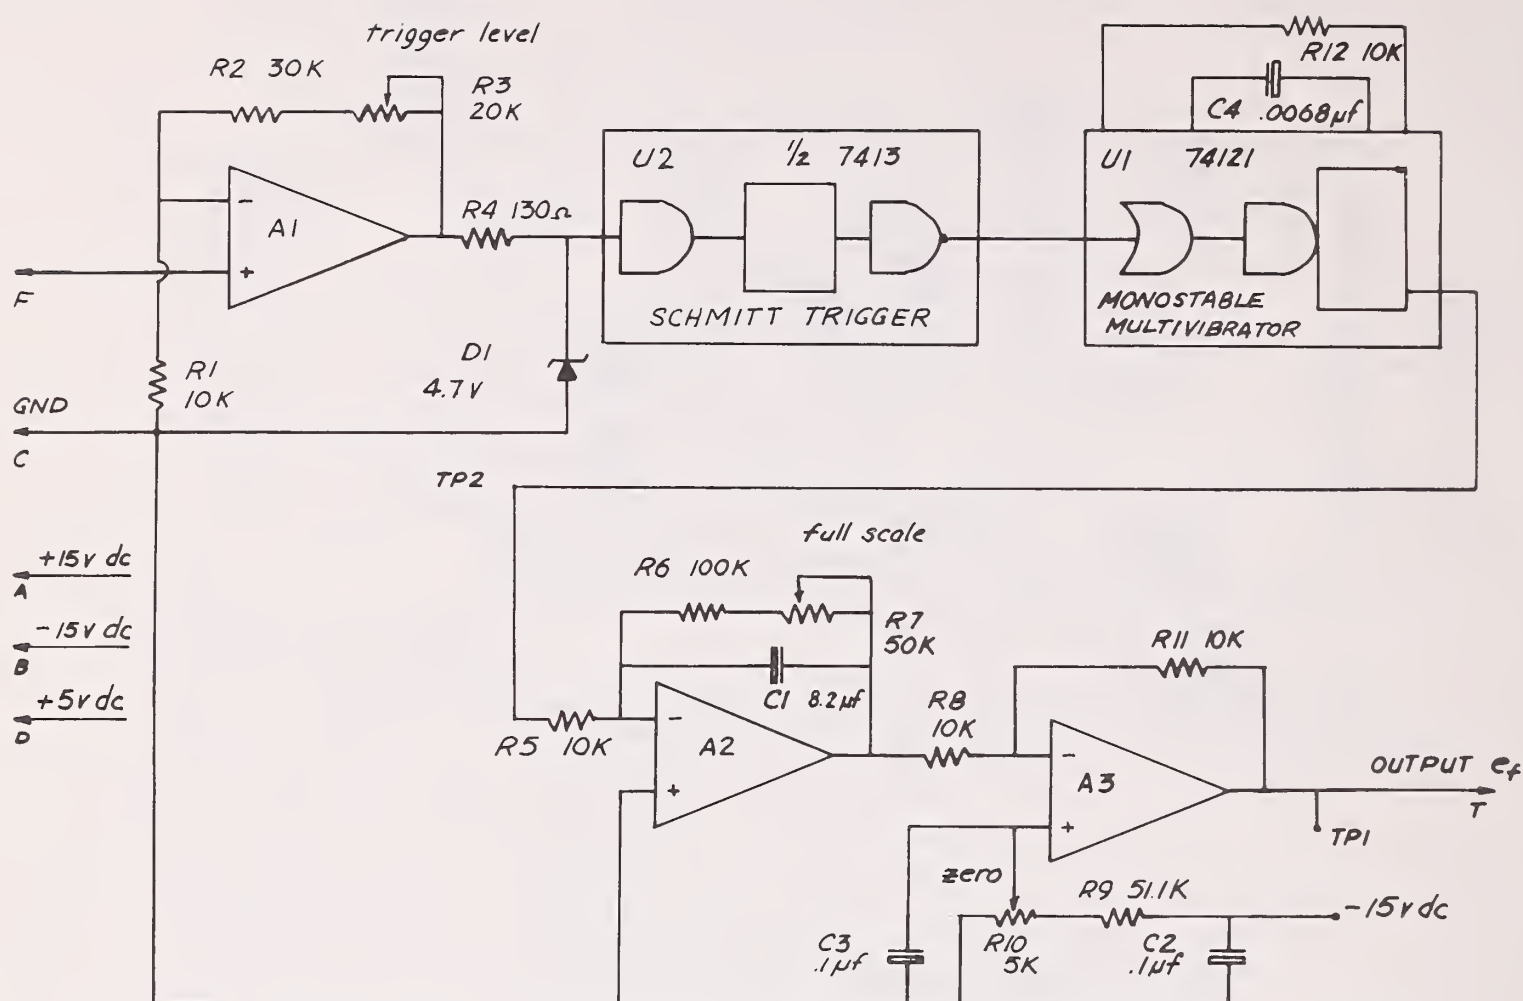 trigger level
R2 30K
R3
20K
R12 10K
C4 .0068µf
U2 ½ 7413
U1 74121
A1
-
+
R4 130Ω
F
SCHMITT TRIGGER
MONOSTABLE
MULTIVIBRATOR
R1
10K
D1
4.7V
GND
C
TP2
+15v dc
A
-15v dc
B
+5v dc
D
full scale
R6 100K
R7
50K
C1 8.2µf
R5 10K
A2
-
+
R8
10K
R11 10K
A3
-
+
OUTPUT ef
T
TP1
zero
R9 51.1K
-15v dc
R10
5K
C3
.1µf
C2
.1µf